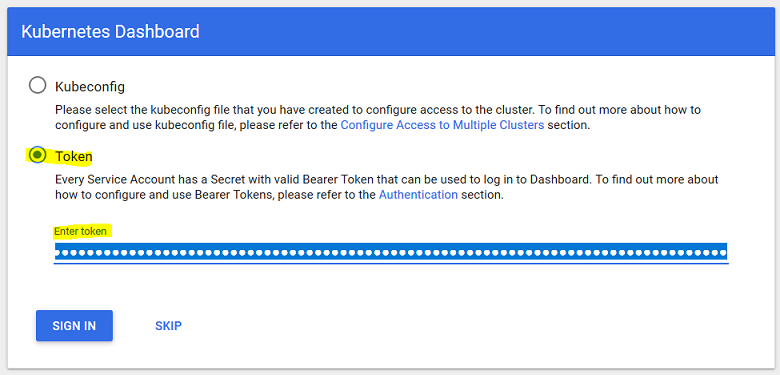 Kubernetes Dashboard
Kubeconfig
Please select the kubeconfig file that you have created to configure access to the cluster. To find out more about how to
configure and use kubeconfig file, please refer to the Configure Access to Multiple Clusters section.
Token
Every Service Account has a Secret with valid Bearer Token that can be used to log in to Dashboard. To find out more about
how to configure and use Bearer Tokens, please refer to the Authentication section.
Enter token
SIGN IN SKIP